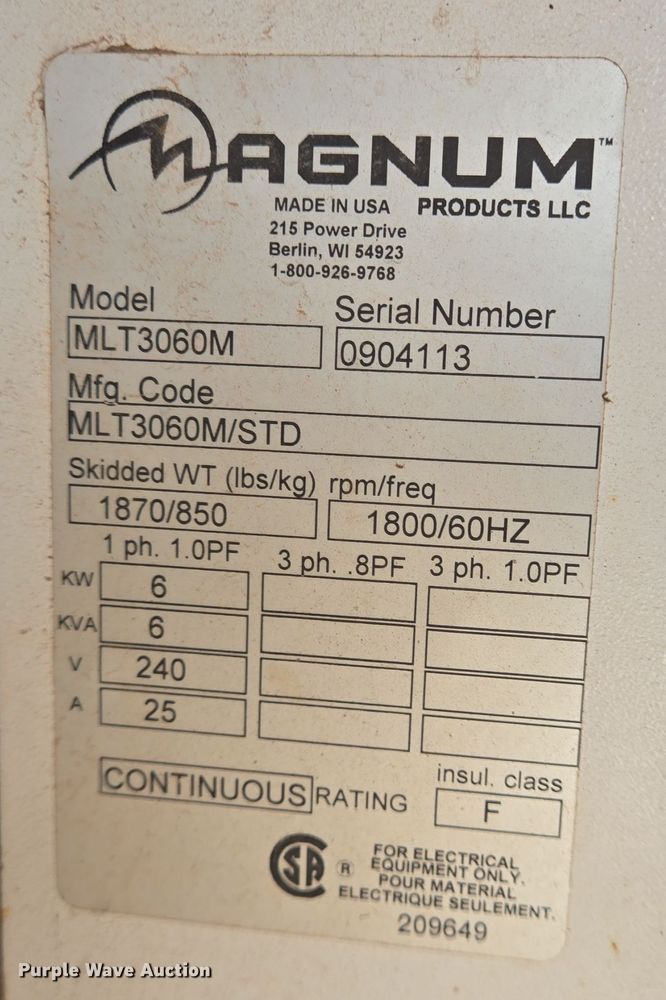 MAGNUM™
MADE IN USA PRODUCTS LLC
215 Power Drive
Berlin, WI 54923
1-800-926-9768
Model
MLT3060M
Serial Number
0904113
Mfg. Code
MLT3060M/STD
Skidded WT (lbs/kg) rpm/freq
1870/850 1800/60HZ
1 ph. 1.0PF 3 ph. .8PF 3 ph. 1.0PF
KW 6
KVA 6
V 240
A 25
CONTINUOUS RATING
insul. class
F
CSA ®
FOR ELECTRICAL
EQUIPMENT ONLY.
POUR MATERIAL
ELECTRIQUE SEULEMENT.
209649
Purple Wave Auction